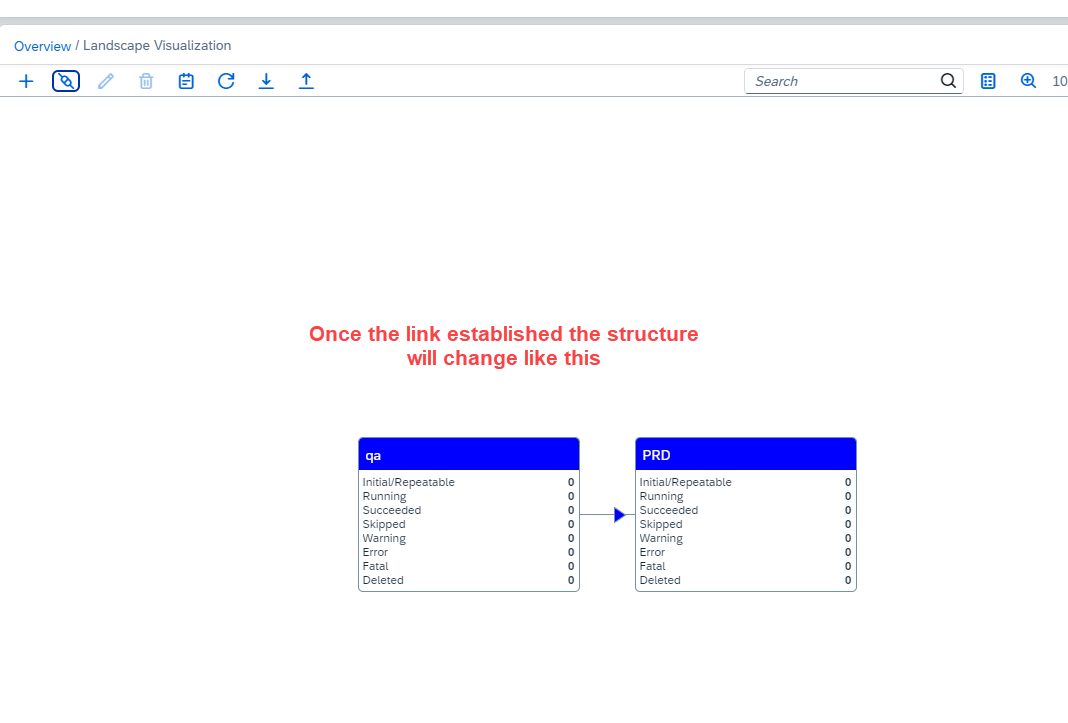 Overview / Landscape Visualization
Search
10
Once the link established the structure
will change like this
qa
Initial/Repeatable 0
Running 0
Succeeded 0
Skipped 0
Warning 0
Error 0
Fatal 0
Deleted 0
PRD
Initial/Repeatable 0
Running 0
Succeeded 0
Skipped 0
Warning 0
Error 0
Fatal 0
Deleted 0